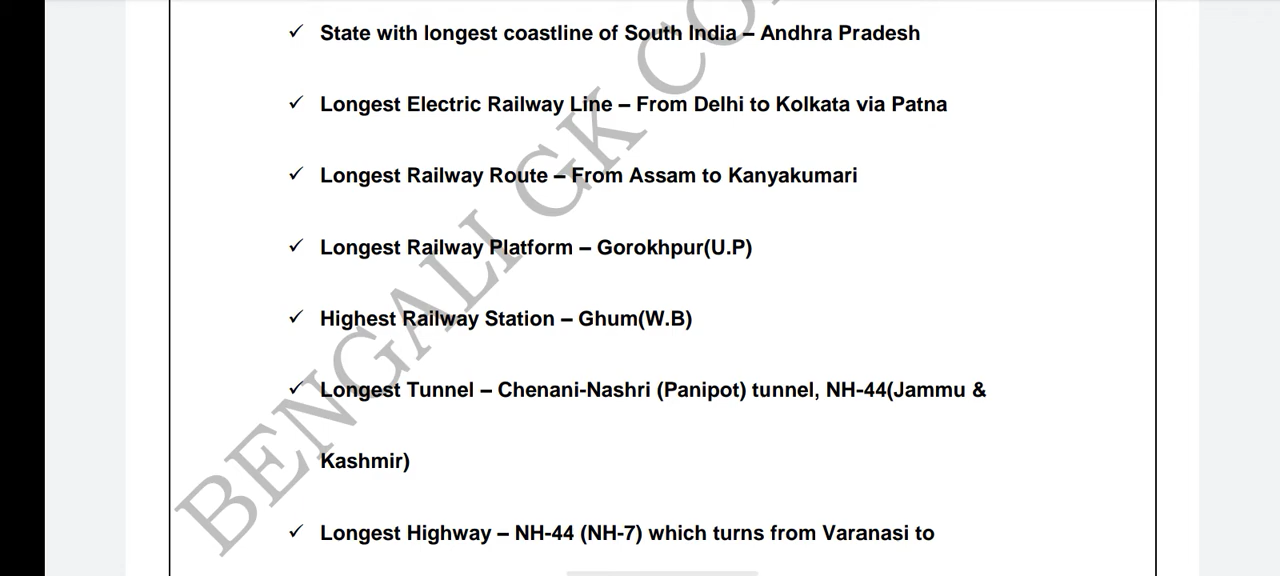 ✓ State with longest coastline of South India – Andhra Pradesh
✓ Longest Electric Railway Line – From Delhi to Kolkata via Patna
✓ Longest Railway Route – From Assam to Kanyakumari
✓ Longest Railway Platform – Gorokhpur(U.P)
✓ Highest Railway Station – Ghum(W.B)
✓ Longest Tunnel – Chenani-Nashri (Panipot) tunnel, NH-44(Jammu &
Kashmir)
✓ Longest Highway – NH-44 (NH-7) which turns from Varanasi to
BENGALI GK